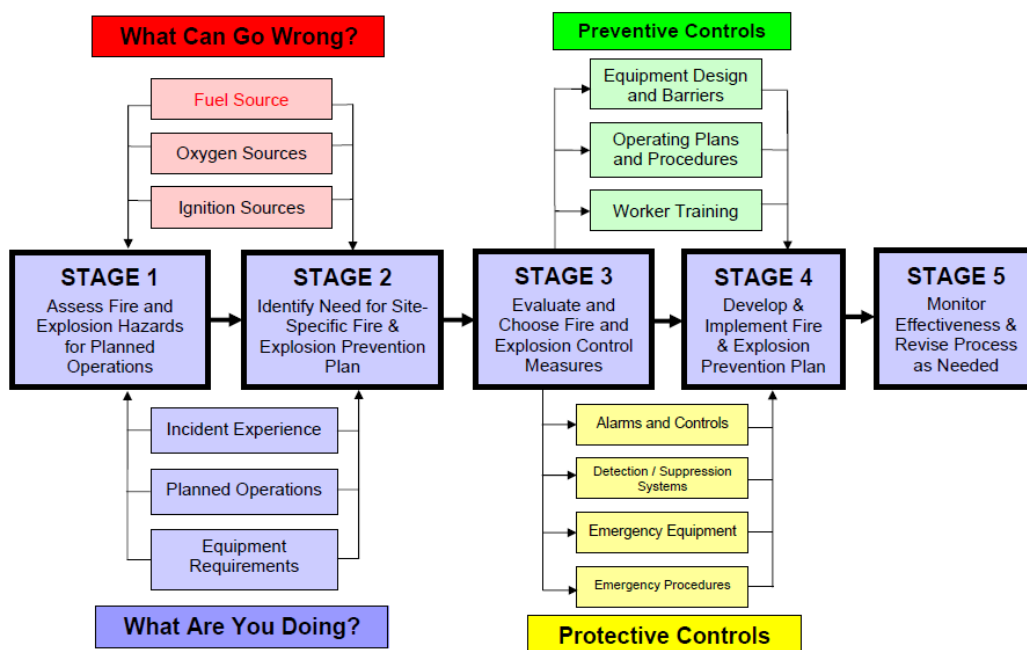 What Can Go Wrong?
Preventive Controls
Fuel Source
Oxygen Sources
Ignition Sources
Equipment Design
and Barriers
Operating Plans
and Procedures
Worker Training
STAGE 1
Assess Fire and
Explosion Hazards
for Planned
Operations
STAGE 2
Identify Need for Site-
Specific Fire &
Explosion Prevention
Plan
STAGE 3
Evaluate and
Choose Fire and
Explosion Control
Measures
STAGE 4
Develop &
Implement Fire
& Explosion
Prevention Plan
STAGE 5
Monitor
Effectiveness &
Revise Process
as Needed
Incident Experience
Planned Operations
Equipment
Requirements
Alarms and Controls
Detection / Suppression
Systems
Emergency Equipment
Emergency Procedures
What Are You Doing?
Protective Controls